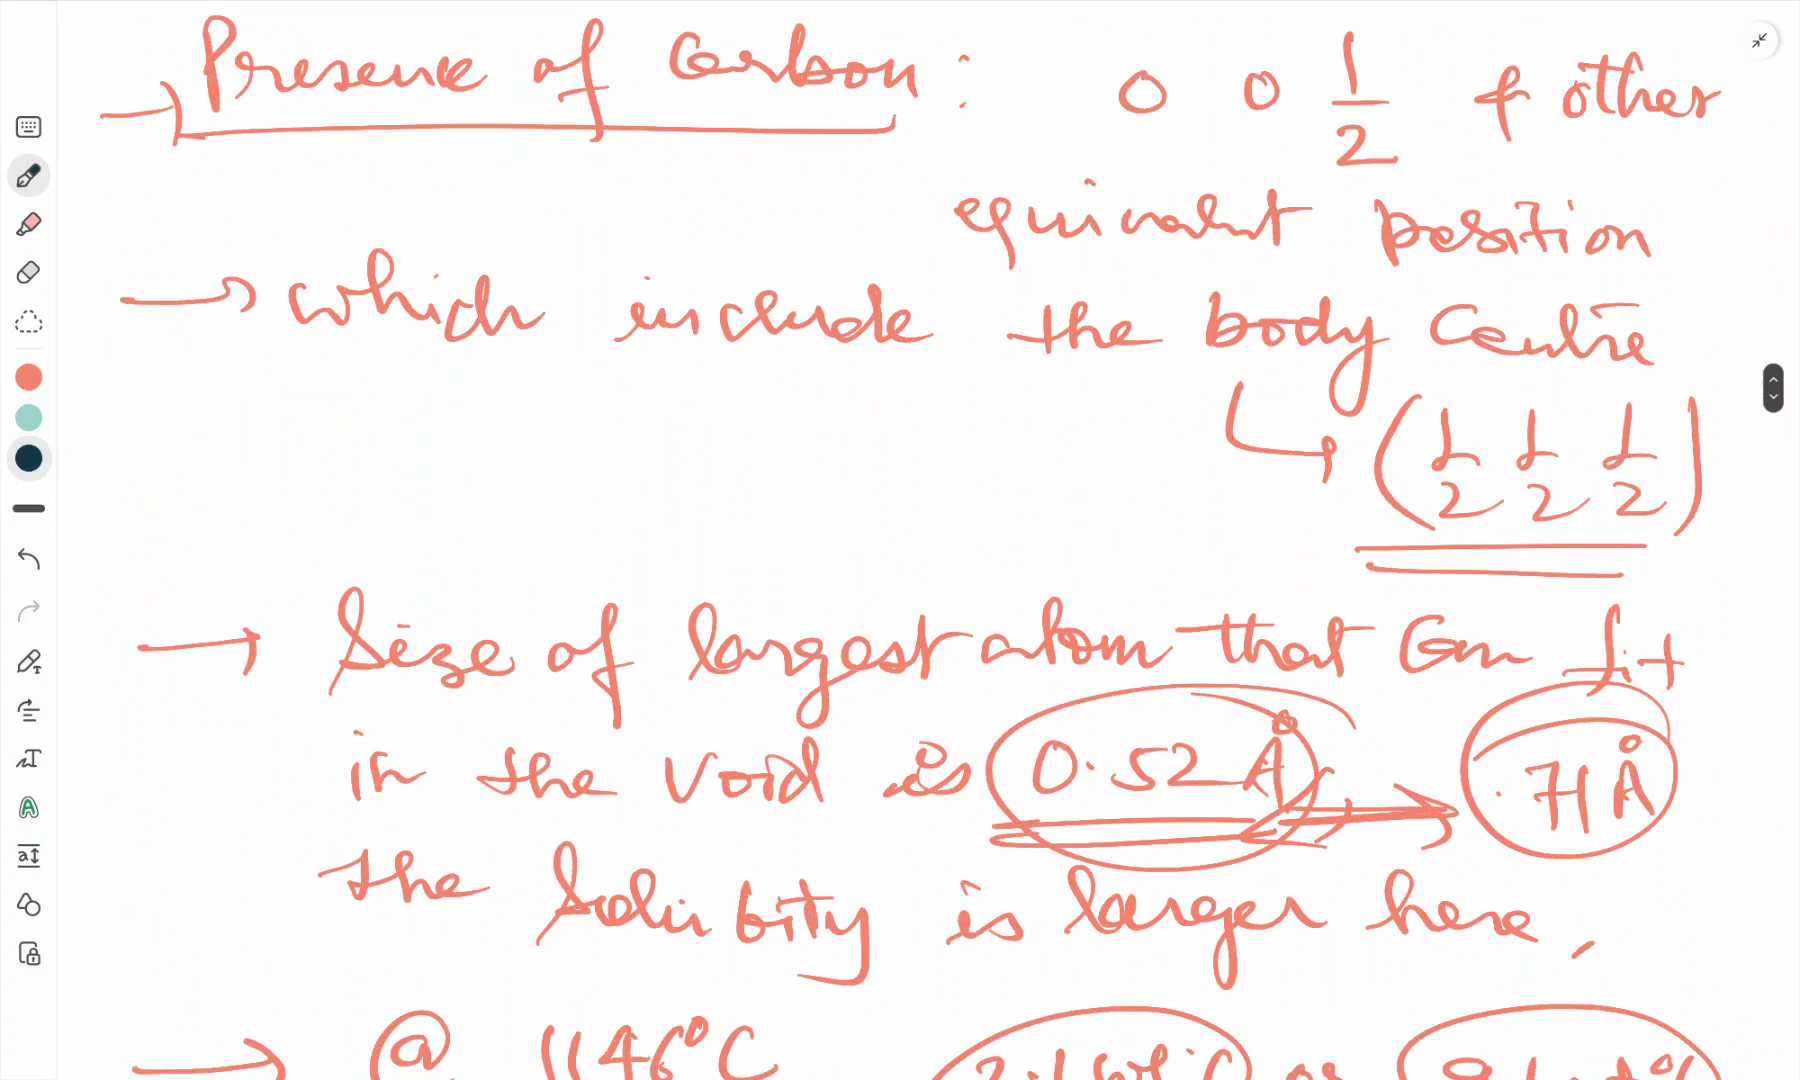 → Presence of Carbon : 0 0 1/2 & other
equivalent position
→ which include the body Centre
↳ (1/2 1/2 1/2)
→ Size of largest atom that can fit
in the void is 0.52 Å → .71 Å
the Solubity is larger here.
→ @ 1146°C or